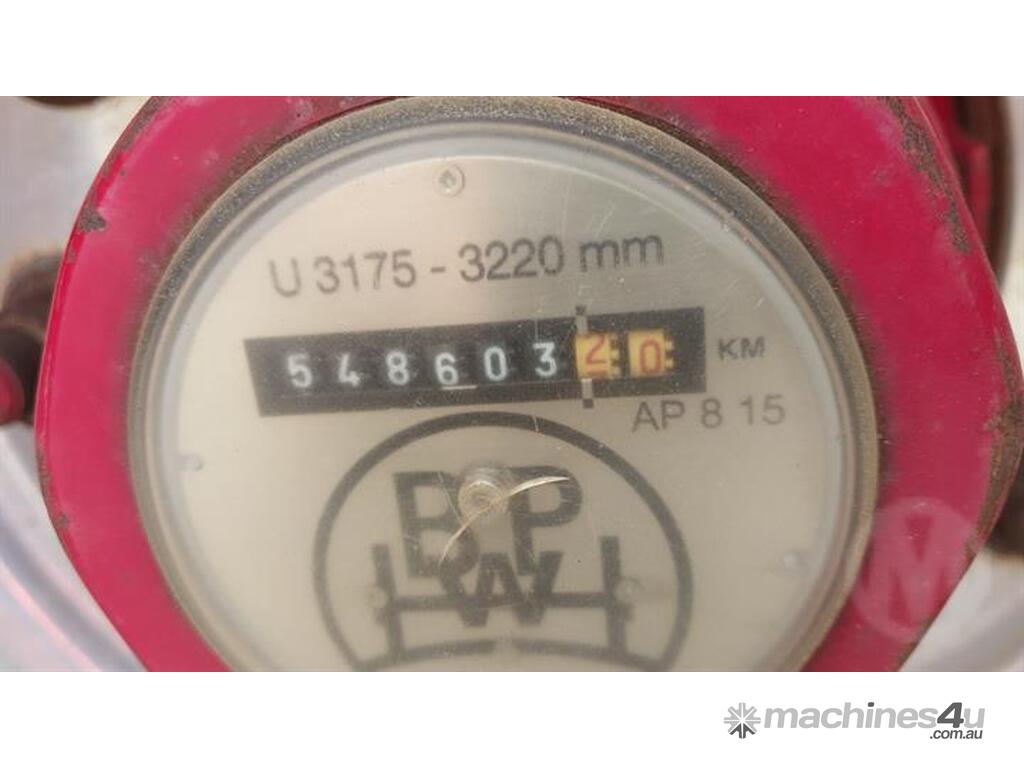 U 3175 - 3220 mm
54860320 KM
AP 8 15
BPW
machines4u
.com.au